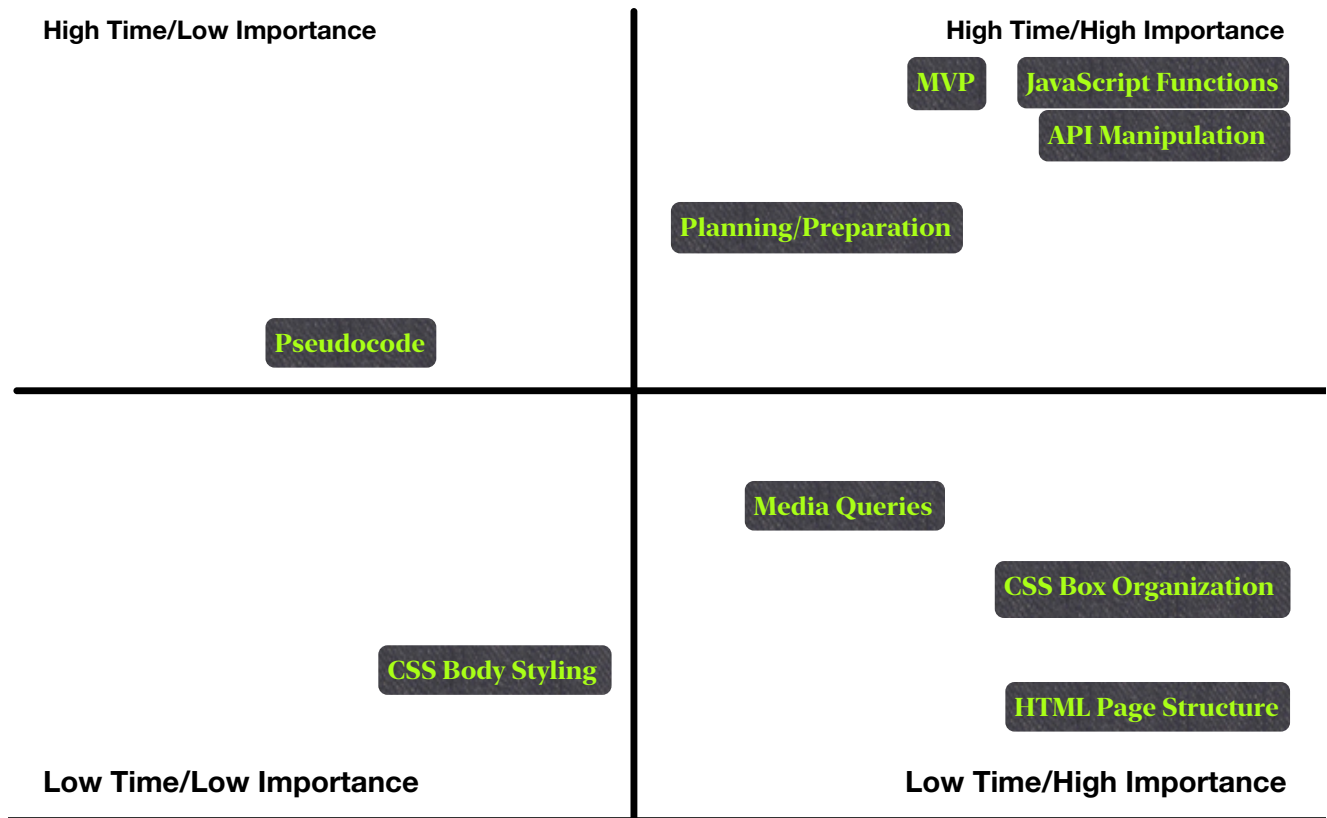 High Time/Low Importance
High Time/High Importance
MVP
JavaScript Functions
API Manipulation
Planning/Preparation
Pseudocode
Media Queries
CSS Box Organization
CSS Body Styling
HTML Page Structure
Low Time/Low Importance
Low Time/High Importance